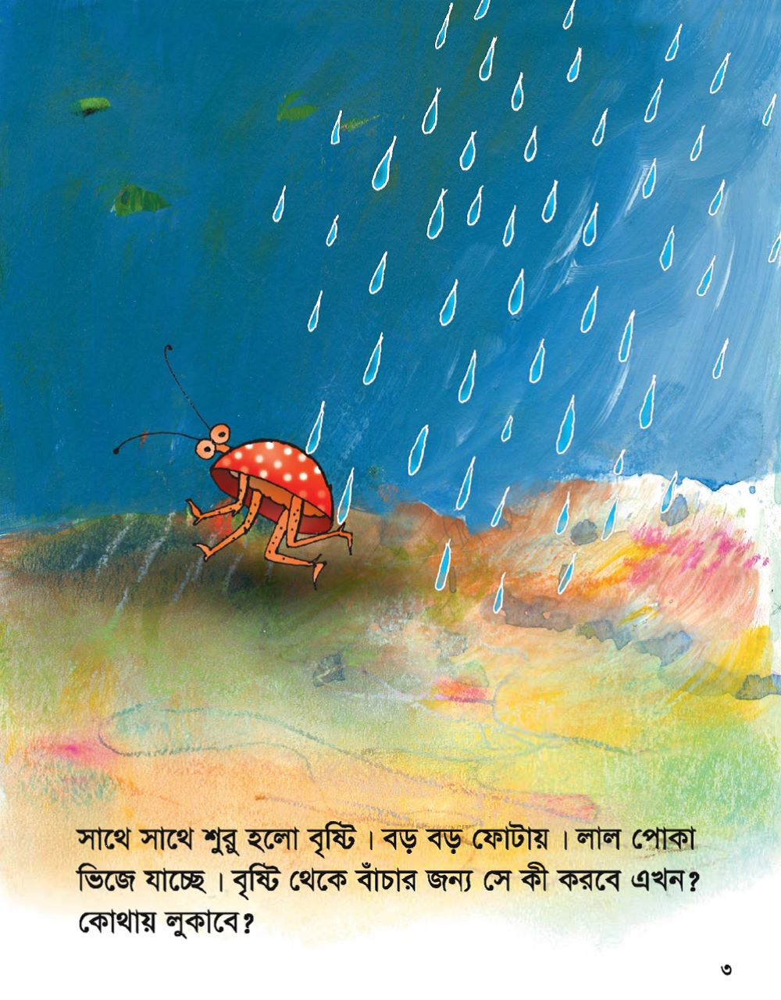 সাথে সাথে শুরু হলো বৃষ্টি । বড় বড় ফোটায় । লাল পোকা
ভিজে যাচ্ছে । বৃষ্টি থেকে বাঁচার জন্য সে কী করবে এখন?
কোথায় লুকাবে?
৩